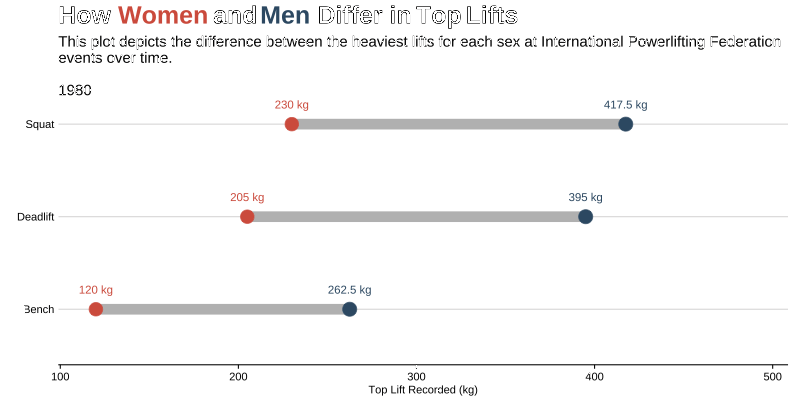 How Women and Men Differ in Top Lifts
This plot depicts the difference between the heaviest lifts for each sex at International Powerlifting Federation
events over time.
1980
230 kg 417.5 kg
Squat
205 kg 395 kg
Deadlift
120 kg 262.5 kg
Bench
100 200 300 400 500
Top Lift Recorded (kg)